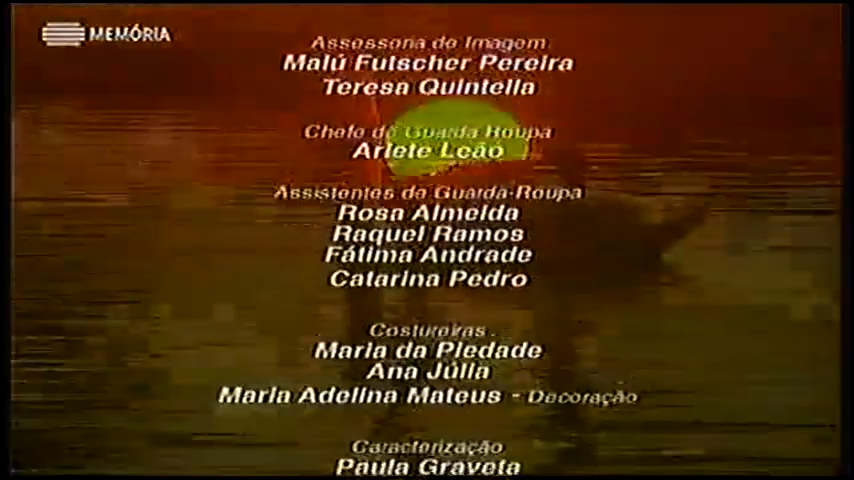 MEMÓRIA
Assessoria de Imagem
Malú Futscher Pereira
Teresa Quintella
Chefe de Guarda Roupa
Arlete Leão
Assistentes de Guarda-Roupa
Rosa Almeida
Raquel Ramos
Fátima Andrade
Catarina Pedro
Costureiras
Maria da Piedade
Ana Júlia
Maria Adelina Mateus - Decoração
Caracterização
Paula Graveta